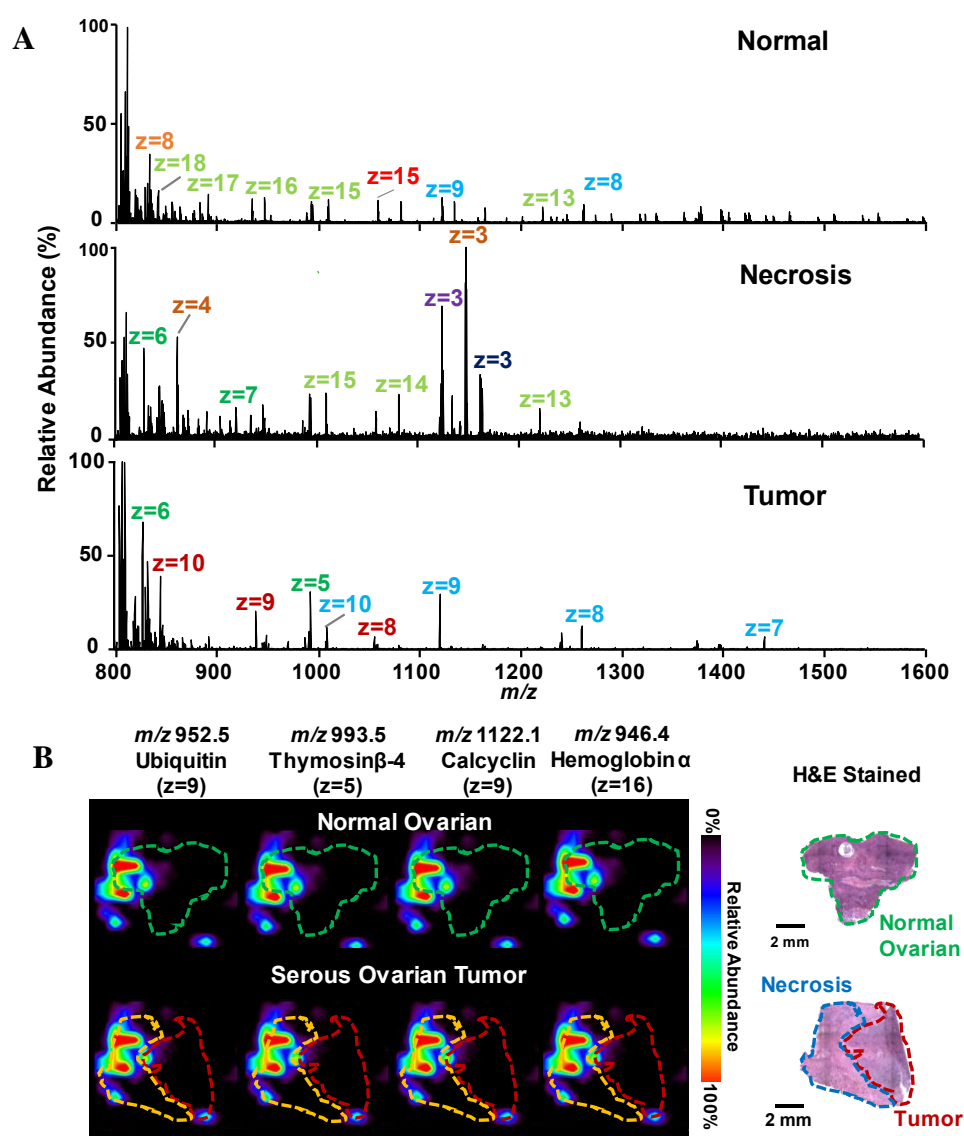 A
Normal
Necrosis
Tumor
Relative Abundance (%)
100
50
0
z=8
z=18
z=17
z=16
z=15
z=15
z=9
z=13
z=8
100
50
0
z=6
z=4
z=7
z=15
z=14
z=3
z=3
z=3
z=13
100
50
0
z=6
z=10
z=9
z=5
z=10
z=8
z=9
z=8
z=7
800 900 1000 1100 1200 1300 1400 1500 1600
m/z
B
m/z 952.5
Ubiquitin
(z=9)
m/z 993.5
Thymosinβ-4
(z=5)
m/z 1122.1
Calcyclin
(z=9)
m/z 946.4
Hemoglobin α
(z=16)
H&E Stained
Normal Ovarian
Serous Ovarian Tumor
0%
Relative Abundance
100%
2 mm
Normal
Ovarian
Necrosis
2 mm
Tumor